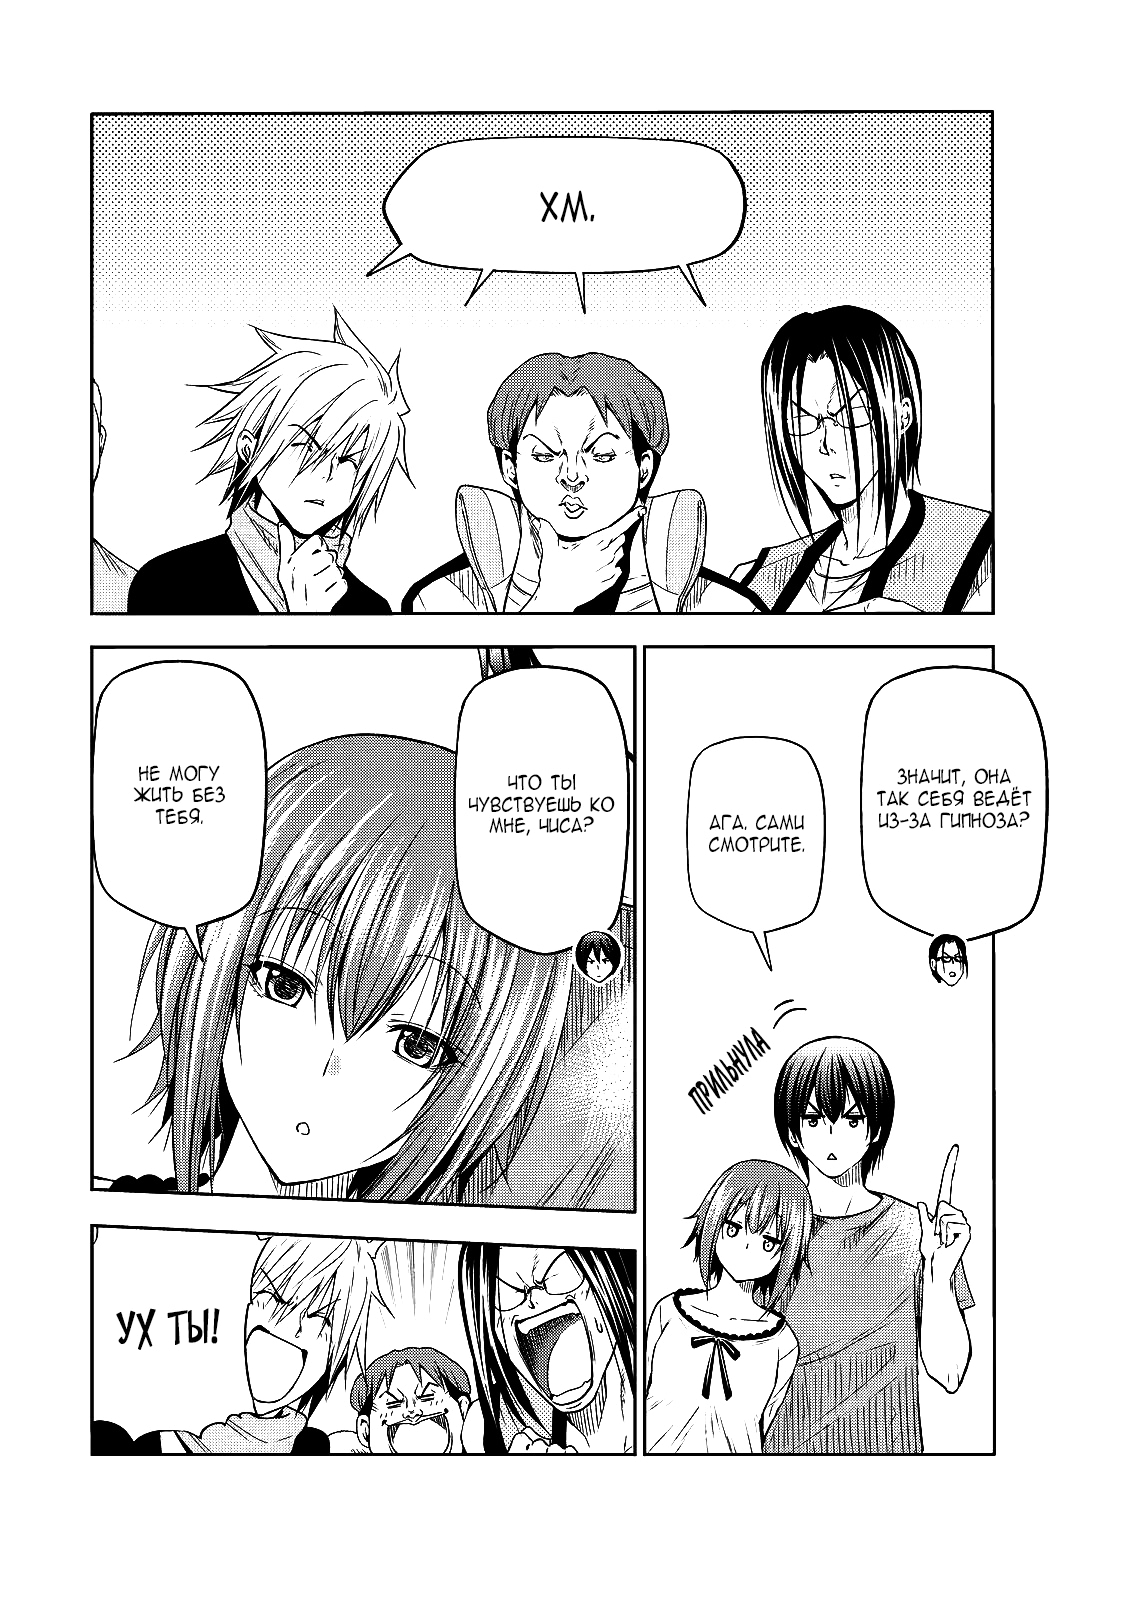 ХМ.
ЗНАЧИТ, ОНА
ТАК СЕБЯ ВЕДЁТ
ИЗ-ЗА ГИПНОЗА?
АГА. САМИ
СМОТРИТЕ.
ПРИЛЬНУЛА
ЧТО ТЫ
ЧУВСТВУЕШЬ КО
МНЕ, ЧИСА?
НЕ МОГУ
ЖИТЬ БЕЗ
ТЕБЯ.
УХ ТЫ!